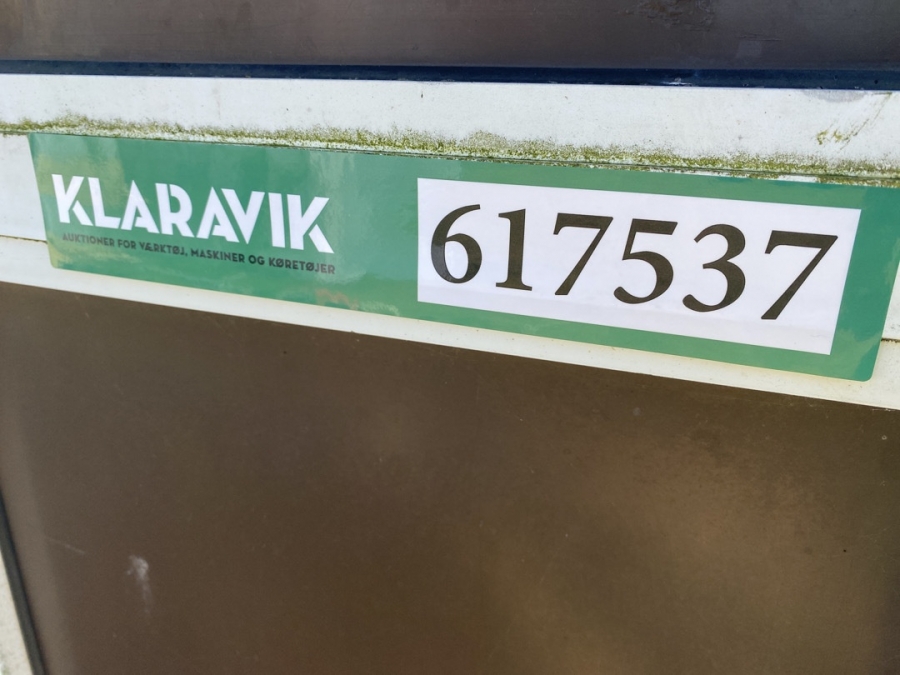 KLARAVIK
AUKTIONER FOR VÆRKTØJ, MASKINER OG KØRETØJER
617537